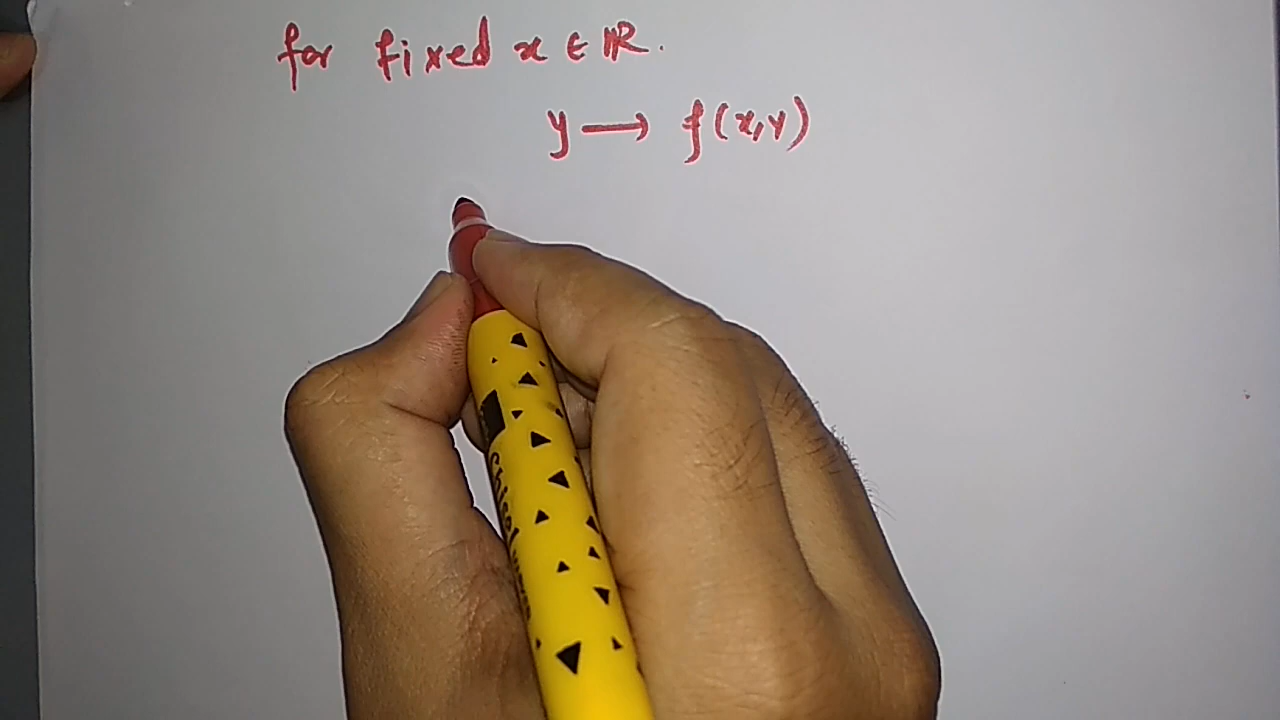 for fixed x ∈ ℝ.
y ⟶ f(x,y)